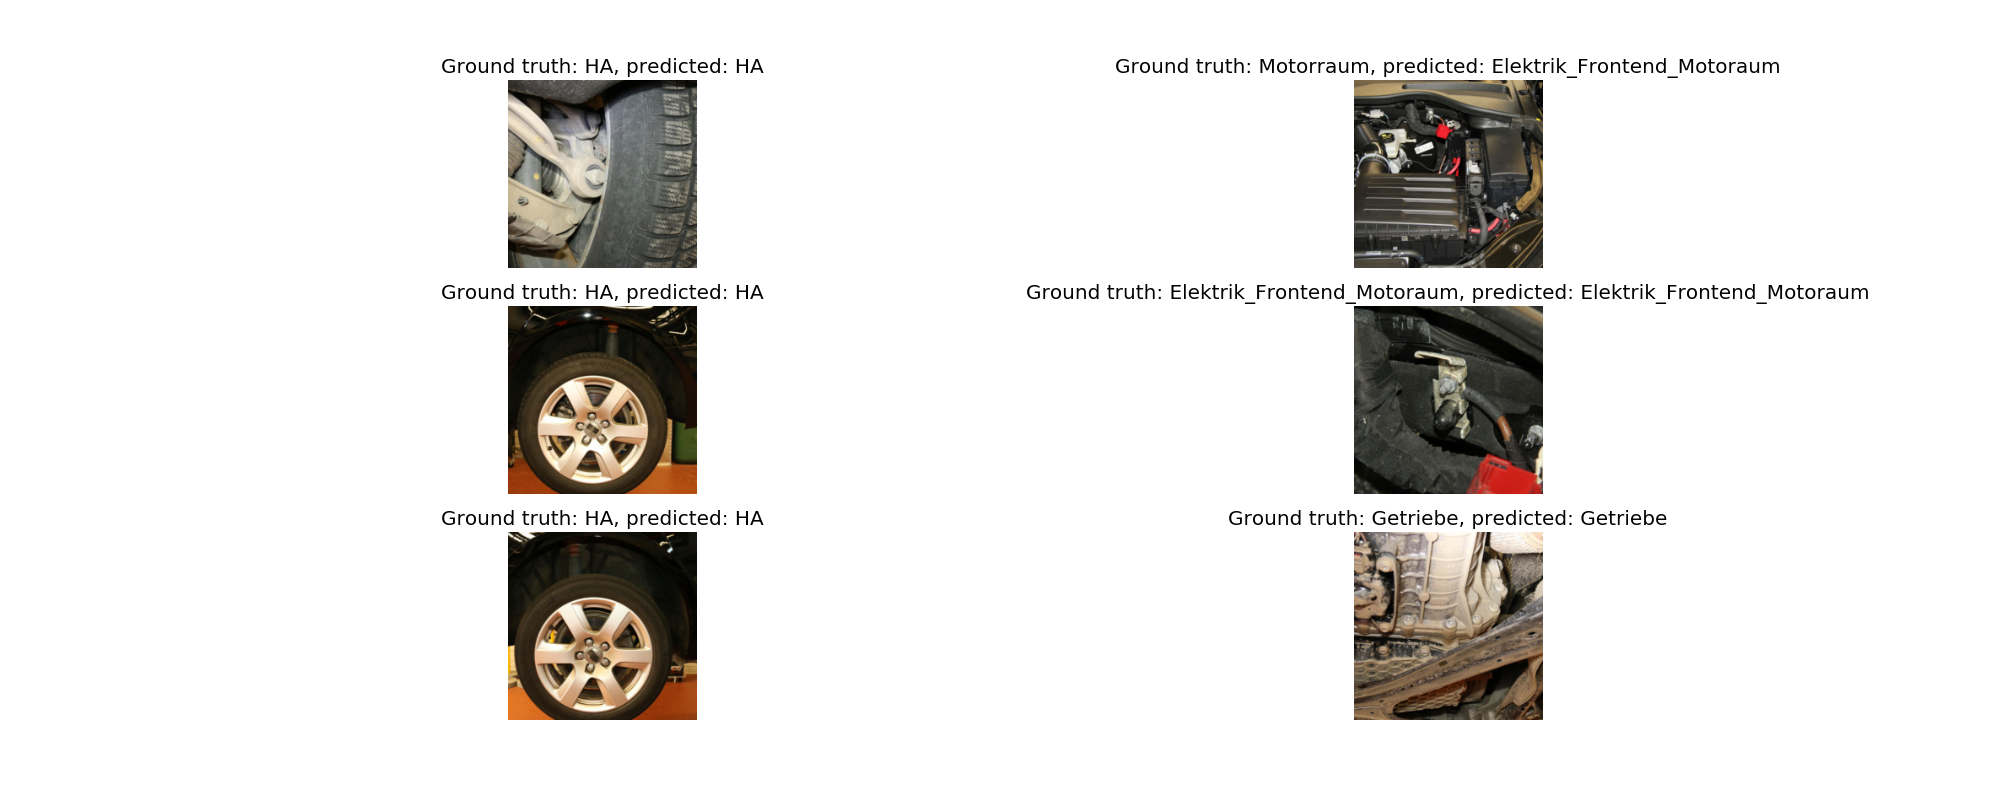 Ground truth: HA, predicted: HA
Ground truth: Motorraum, predicted: Elektrik_Frontend_Motoraum
Ground truth: HA, predicted: HA
Ground truth: Elektrik_Frontend_Motoraum, predicted: Elektrik_Frontend_Motoraum
Ground truth: HA, predicted: HA
Ground truth: Getriebe, predicted: Getriebe